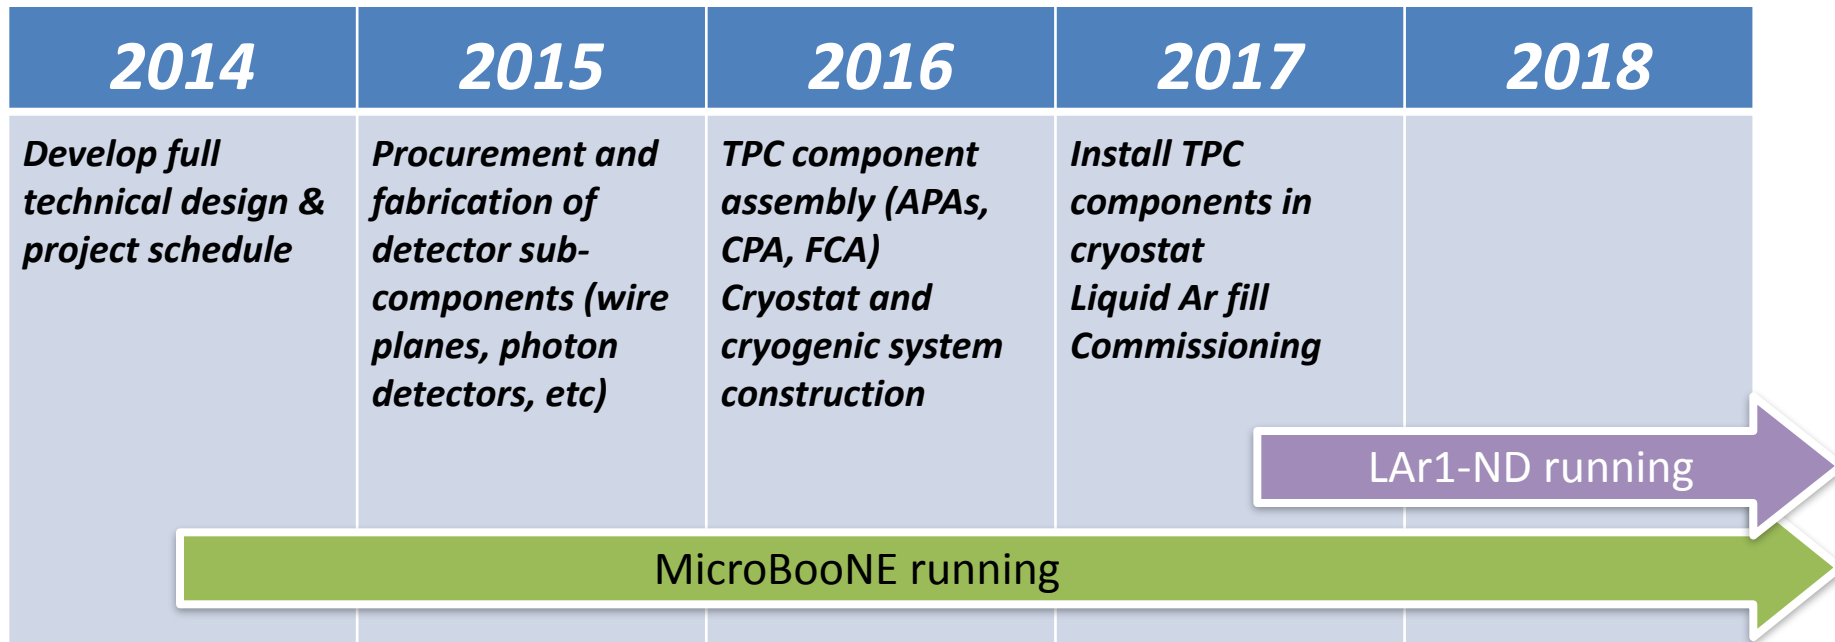 2014
2015
2016
2017
2018
Develop full
technical design &
project schedule
Procurement and
fabrication of
detector sub-
components (wire
planes, photon
detectors, etc)
TPC component
assembly (APAs,
CPA, FCA)
Cryostat and
cryogenic system
construction
Install TPC
components in
cryostat
Liquid Ar fill
Commissioning
LAr1-ND running
MicroBooNE running